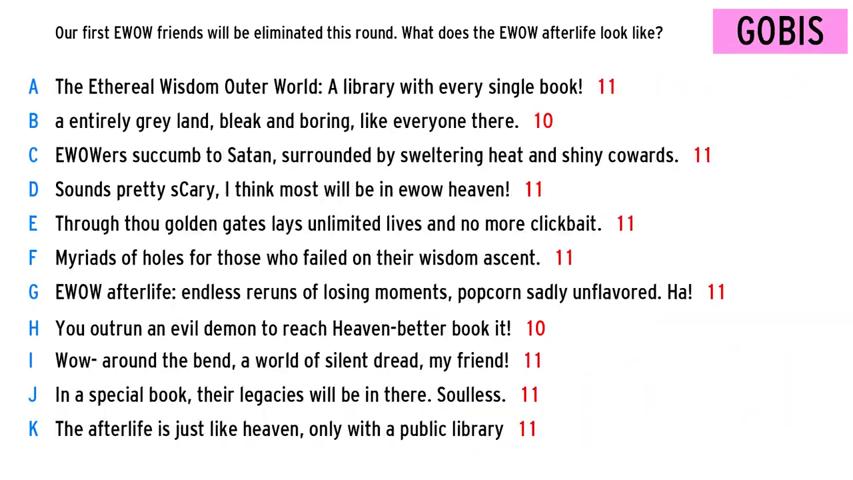 Our first EWOW friends will be eliminated this round. What does the EWOW afterlife look like?
GOBIS
A The Ethereal Wisdom Outer World: A library with every single book! 11
B a entirely grey land, bleak and boring, like everyone there. 10
C EWOWers succumb to Satan, surrounded by sweltering heat and shiny cowards. 11
D Sounds pretty sCary, I think most will be in ewow heaven! 11
E Through thou golden gates lays unlimited lives and no more clickbait. 11
F Myriads of holes for those who failed on their wisdom ascent. 11
G EWOW afterlife: endless reruns of losing moments, popcorn sadly unflavored. Ha! 11
H You outrun an evil demon to reach Heaven-better book it! 10
I Wow- around the bend, a world of silent dread, my friend! 11
J In a special book, their legacies will be in there. Soulless. 11
K The afterlife is just like heaven, only with a public library 11